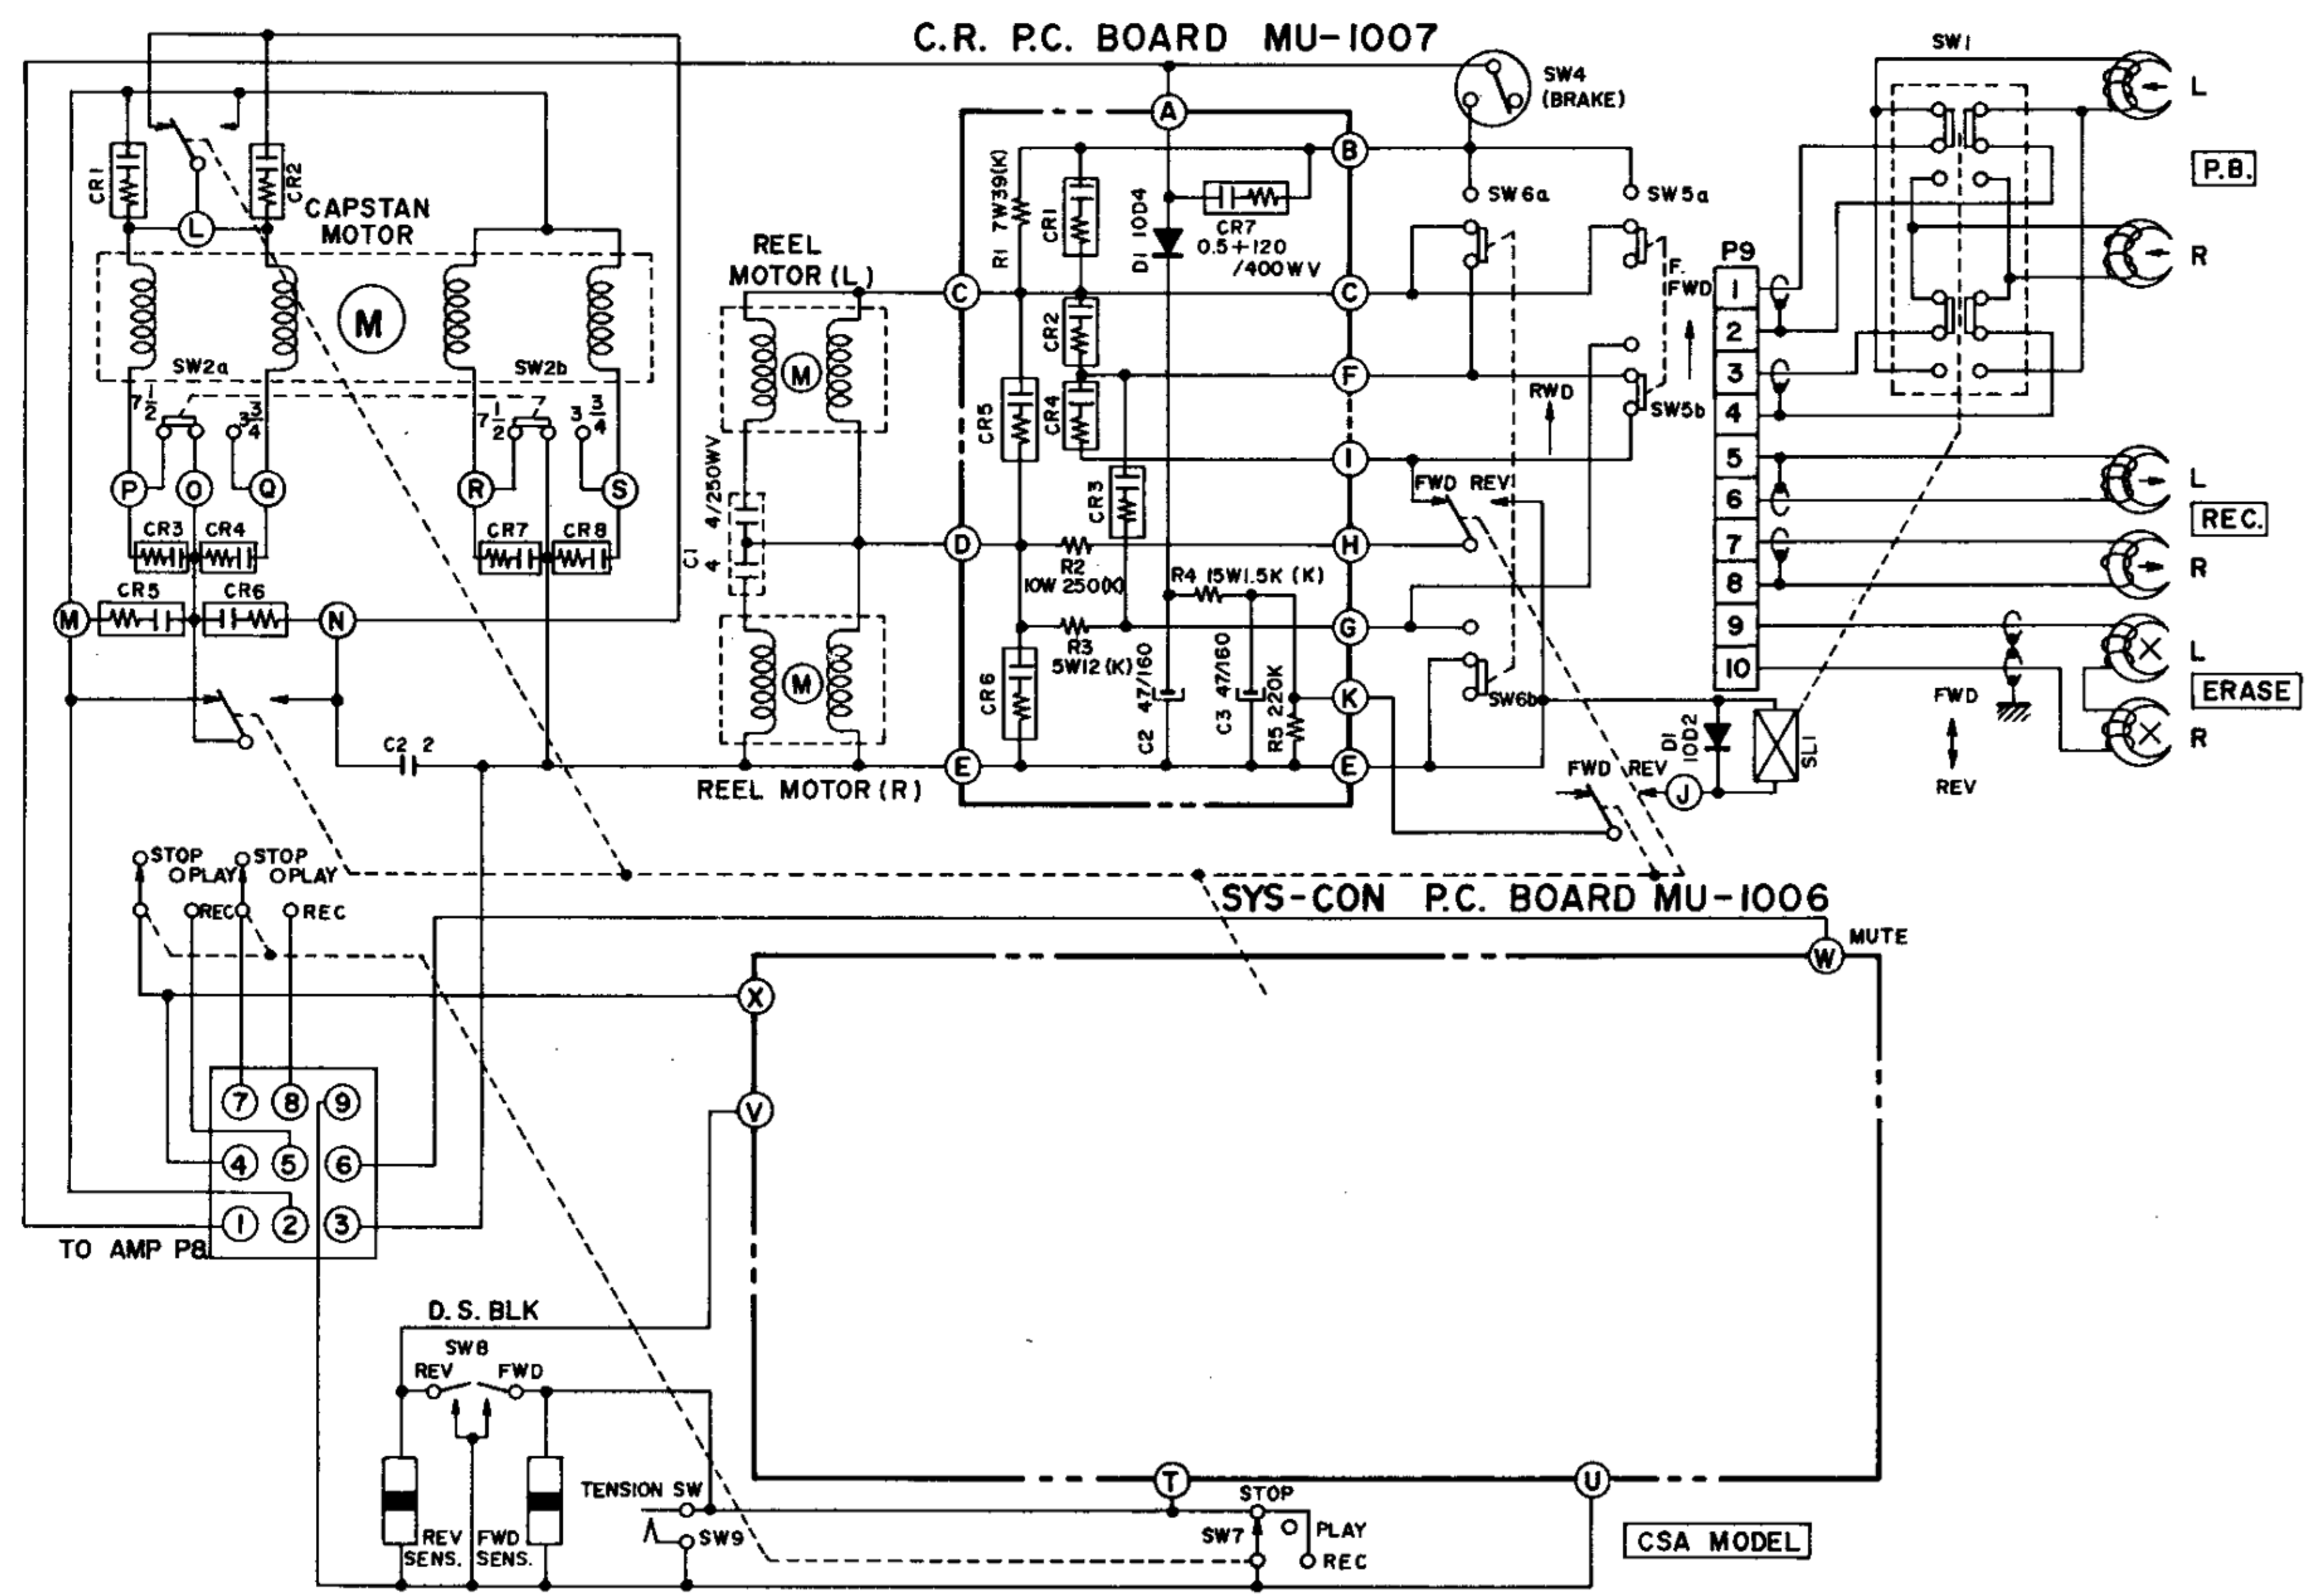 C.R. P.C. BOARD MU-1007
SW1
SW4
(BRAKE)
L
P.B.
R
CR1
CR2
L
CAPSTAN
MOTOR
M
SW2a
SW2b
7 1/2
3 3/4
7 1/2
3 3/4
P
O
Q
R
S
CR3
CR4
CR7
CR8
CR5
CR6
M
N
C2 2
REEL
MOTOR (L)
M
C1 4/250WV
4
M
REEL MOTOR (R)
A
B
C
C
D
E
E
F
I
H
G
K
R1 7W39(K)
CR1
D1 10D4
CR7
0.5+120
/400WV
CR2
CR5
CR4
CR3
R2
10W 250(K)
R4 15W1.5K (K)
R3
5W12(K)
CR6
C2 47/160
C3 47/160
R5 220K
SW6a
SW5a
F.
FWD
RWD
SW5b
FWD REV
SW6b
P9
1
2
3
4
5
6
7
8
9
10
L
REC.
R
L
ERASE
R
FWD
REV
D1
10D2
SL1
FWD REV
J
STOP
STOP
PLAY
PLAY
REC
REC
SYS-CON P.C. BOARD MU-1006
W
MUTE
X
V
7
8
9
4
5
6
1
2
3
TO AMP P8
D.S.BLK
SW8
REV FWD
TENSION SW
SW9
REV
SENS.
FWD
SENS.
T
U
STOP
SW7
PLAY
REC
CSA MODEL